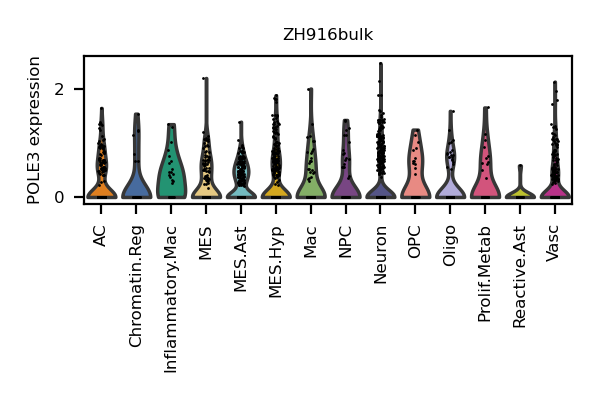 ZH916bulk
POLE3 expression
2
0
AC
Chromatin.Reg
Inflammatory.Mac
MES
MES.Ast
MES.Hyp
Mac
NPC
Neuron
OPC
Oligo
Prolif.Metab
Reactive.Ast
Vasc